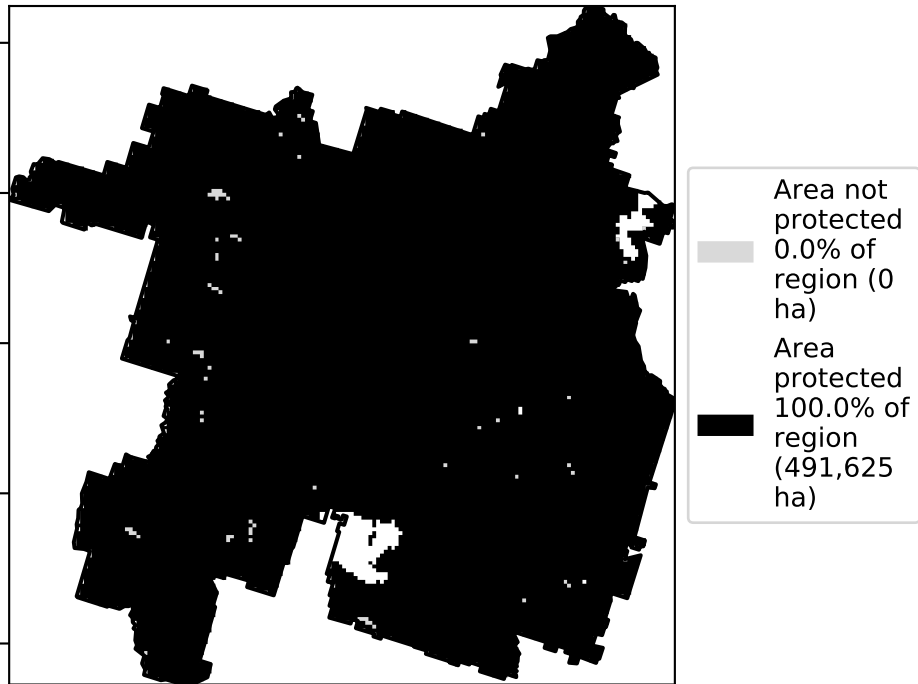 Area not
protected
0.0% of
region (0
ha)
Area
protected
100.0% of
region
(491,625
ha)